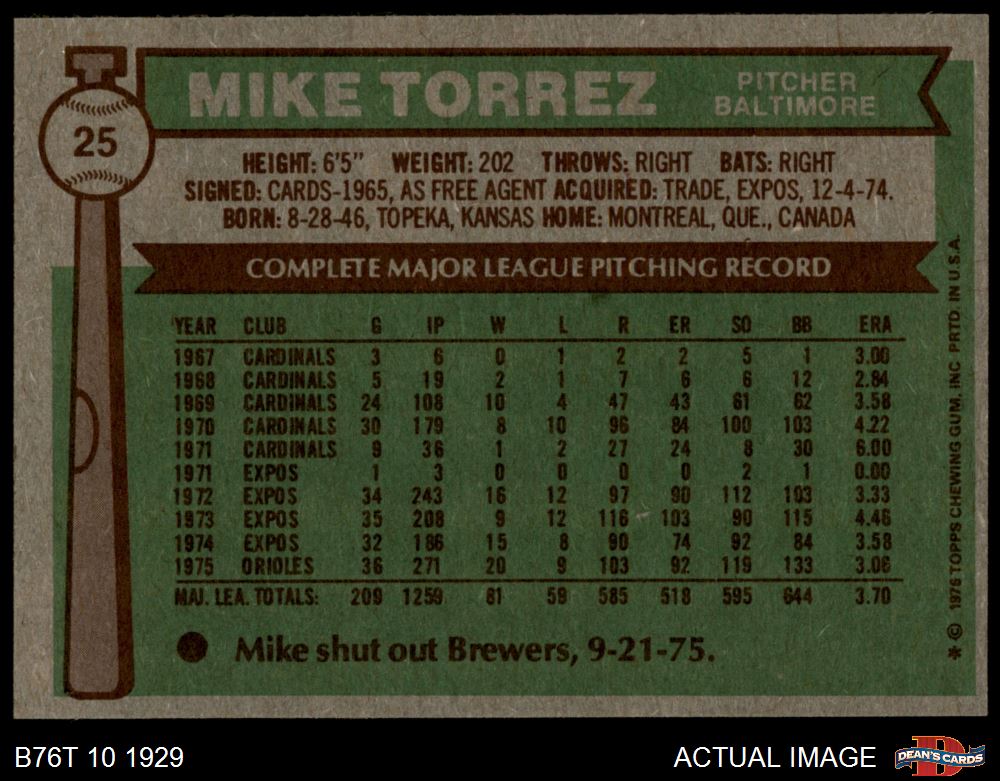 25
MIKE TORREZ
PITCHER
BALTIMORE
HEIGHT: 6'5" WEIGHT: 202 THROWS: RIGHT BATS: RIGHT
SIGNED: CARDS-1965, AS FREE AGENT ACQUIRED: TRADE, EXPOS, 12-4-74.
BORN: 8-28-46, TOPEKA, KANSAS HOME: MONTREAL, QUE., CANADA
COMPLETE MAJOR LEAGUE PITCHING RECORD
YEAR CLUB G IP W L R ER SO BB ERA
1967 CARDINALS 3 6 0 1 2 2 5 1 3.00
1968 CARDINALS 5 19 2 1 7 6 6 12 2.84
1969 CARDINALS 24 108 10 4 47 43 61 62 3.58
1970 CARDINALS 30 179 8 10 96 84 100 103 4.22
1971 CARDINALS 9 36 1 2 27 24 8 30 6.00
1971 EXPOS 1 3 0 0 0 0 2 1 0.00
1972 EXPOS 34 243 16 12 97 90 112 103 3.33
1973 EXPOS 35 208 9 12 116 103 90 115 4.46
1974 EXPOS 32 186 15 8 90 74 92 84 3.58
1975 ORIOLES 36 271 20 9 103 92 119 133 3.06
MAJ. LEA. TOTALS: 209 1259 81 59 585 518 595 644 3.70
Mike shut out Brewers, 9-21-75.
* © 1976 TOPPS CHEWING GUM, INC PRTD. IN U.S.A.
B76T 10 1929
ACTUAL IMAGE
D
DEAN'S CARDS